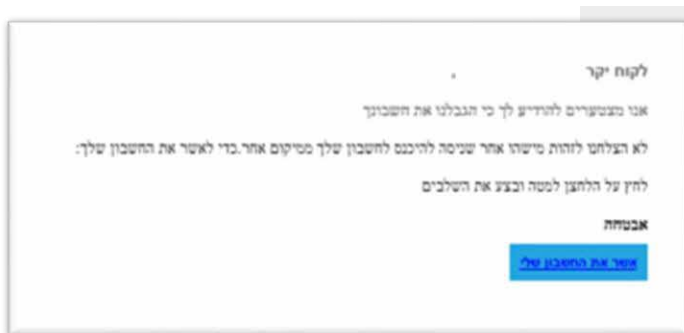 לקוח יקר ,
אנו מצטערים להודיע לך כי הגבלנו את חשבונך
לא הצלחנו לזהות מישהו אחר שניסה להיכנס לחשבון שלך ממיקום אחר.כדי לאשר את החשבון שלך:
לחץ על הלחצן למטה ובצע את השלבים
אבטחה
אשר את החשבון שלי